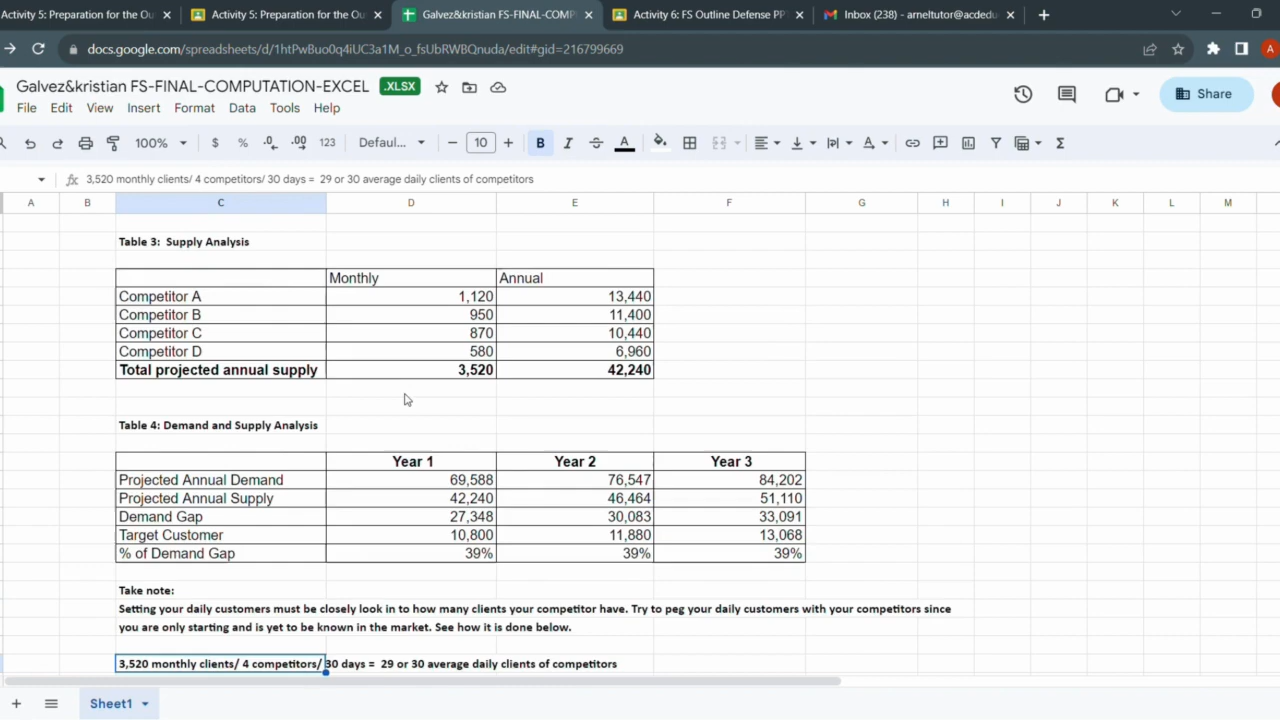 Activity 5: Preparation for the Ou
Activity 5: Preparation for the Ou
Galvez&kristian FS-FINAL-COMP
Activity 6: FS Outline Defense PP
Inbox (238) - arneltutor@acdedu
docs.google.com/spreadsheets/d/1htPwBuo0q4iUC3a1M_o_fsUbRWBQnuda/edit#gid=216799669
A
Galvez&kristian FS-FINAL-COMPUTATION-EXCEL .XLSX
File Edit View Insert Format Data Tools Help
Share
100% $ % .0 .00 123 Defaul... 10 B I S A
3,520 monthly clients/ 4 competitors/ 30 days = 29 or 30 average daily clients of competitors
A B C D E F G H I J K L M
Table 3: Supply Analysis
Monthly Annual
Competitor A 1,120 13,440
Competitor B 950 11,400
Competitor C 870 10,440
Competitor D 580 6,960
Total projected annual supply 3,520 42,240
Table 4: Demand and Supply Analysis
Year 1 Year 2 Year 3
Projected Annual Demand 69,588 76,547 84,202
Projected Annual Supply 42,240 46,464 51,110
Demand Gap 27,348 30,083 33,091
Target Customer 10,800 11,880 13,068
% of Demand Gap 39% 39% 39%
Take note:
Setting your daily customers must be closely look in to how many clients your competitor have. Try to peg your daily customers with your competitors since
you are only starting and is yet to be known in the market. See how it is done below.
3,520 monthly clients/ 4 competitors/ 30 days = 29 or 30 average daily clients of competitors
Sheet1